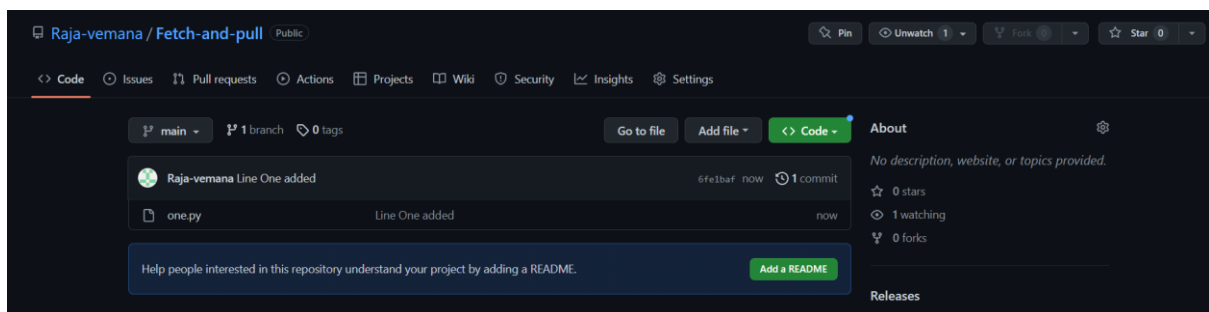 Raja-vemana / Fetch-and-pull Public
Pin
Unwatch 1
Fork 0
Star 0
<> Code Issues Pull requests Actions Projects Wiki Security Insights Settings
main 1 branch 0 tags
Go to file Add file <> Code
Raja-vemana Line One added 6fe1baf now 1 commit
one.py Line One added now
Help people interested in this repository understand your project by adding a README. Add a README
About
No description, website, or topics provided.
0 stars
1 watching
0 forks
Releases